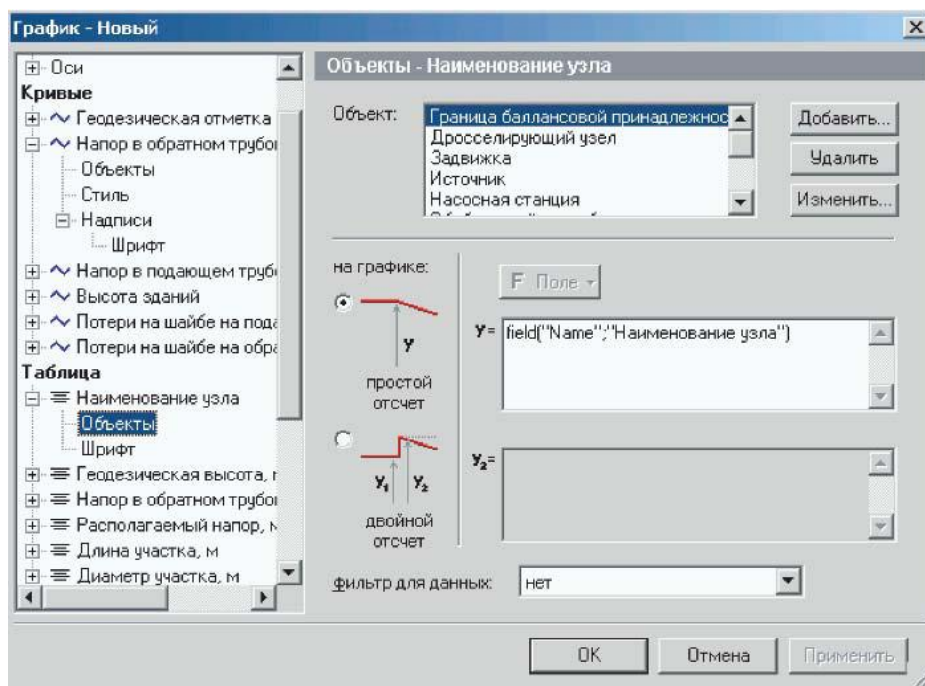 График - Новый
Оси
Кривые
Геодезическая отметка
Напор в обратном трубо
Объекты
Стиль
Надписи
Шрифт
Напор в подающем труб
Высота зданий
Потери на шайбе на пода
Потери на шайбе на обра
Таблица
Наименование узла
Объекты
Шрифт
Геодезическая высота,
Напор в обратном трубо
Располагаемый напор,
Длина участка, м
Диаметр участка, м
Объекты - Наименование узла
Объект:
Граница баллансовой принадлежнос
Дросселирующий узел
Задвижка
Источник
Насосная станция
Добавить...
Удалить
Изменить...
на графике:
y
простой
отсчет
y1 y2
двойной
отсчет
F Поле
y= field("Name";"Наименование узла")
y2=
фильтр для данных: нет
OK Отмена Применить